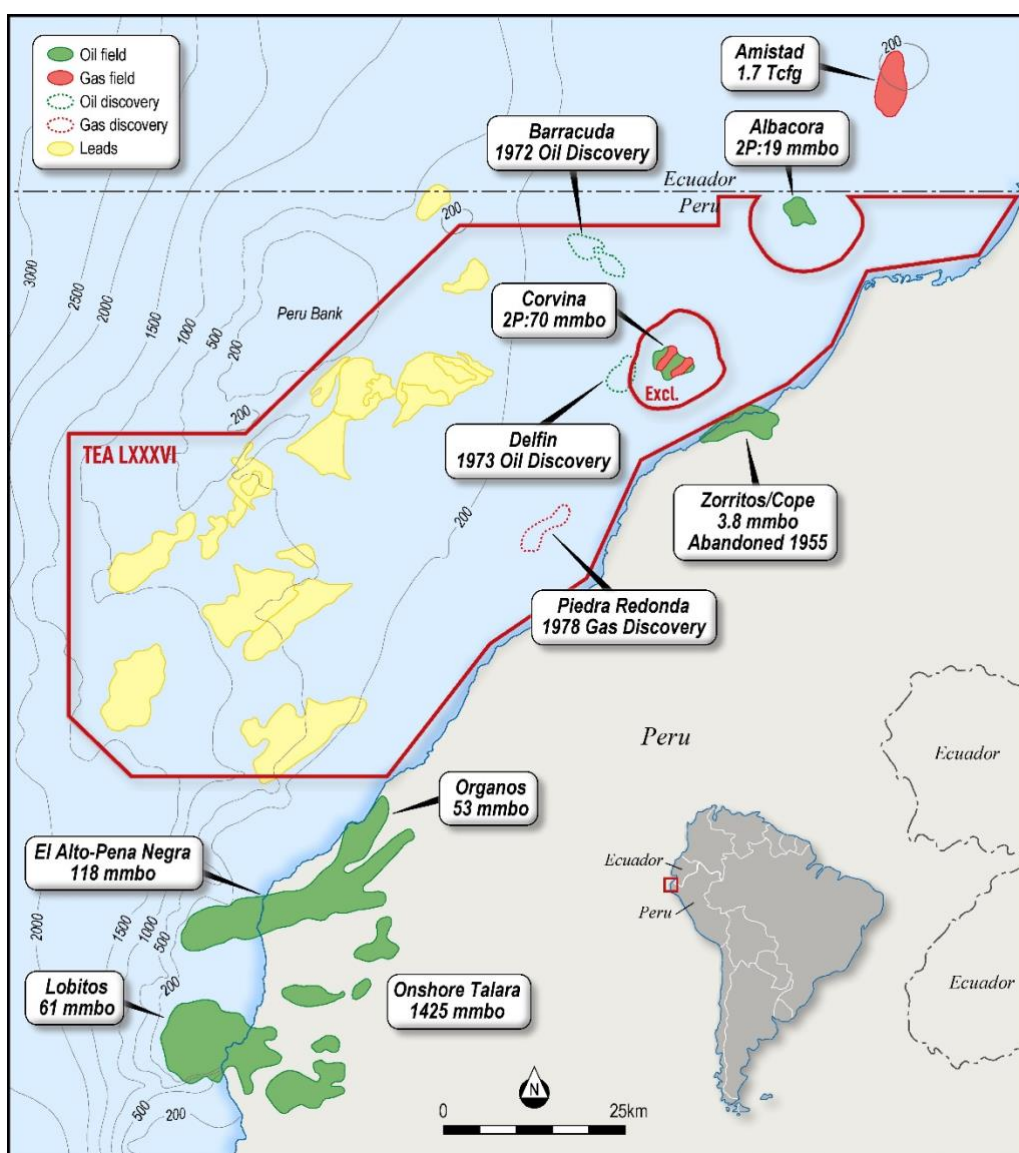 Oil field
Gas field
Oil discovery
Gas discovery
Leads
200
Amistad
1.7 Tcfg
Barracuda
1972 Oil Discovery
Albacora
2P:19 mmbo
Ecuador
Peru
200
3000
2500
2000
1500
1000
500
200
Peru Bank
Corvina
2P:70 mmbo
Excl.
200
TEA LXXXVI
Delfin
1973 Oil Discovery
200
Zorritos/Cope
3.8 mmbo
Abandoned 1955
Piedra Redonda
1978 Gas Discovery
Peru
Ecuador
Organos
53 mmbo
El Alto-Pena Negra
118 mmbo
Ecuador
Peru
2000
1500
1000
500
200
Lobitos
61 mmbo
Onshore Talara
1425 mmbo
Ecuador
500
200
N
0
25km